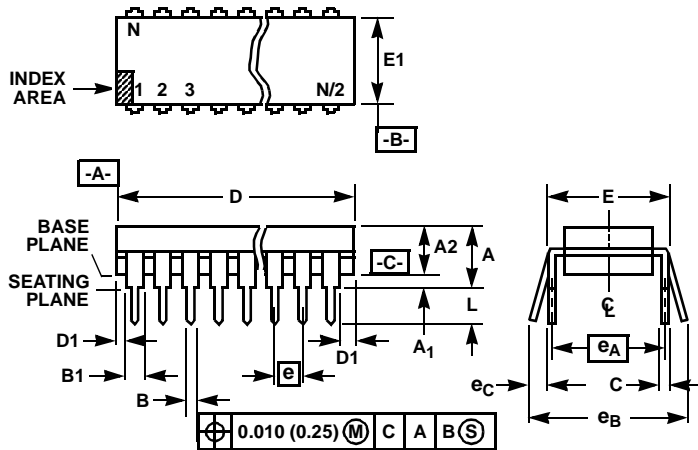 N
E1
INDEX
AREA
1 2 3 N/2
-B-
-A-
D
E
BASE
PLANE
A2
A
-C-
SEATING
PLANE
L
℄
D1
A1
D1
eA
B1
e
eC
C
B
eB
0.010 (0.25) Ⓜ C A B Ⓢ